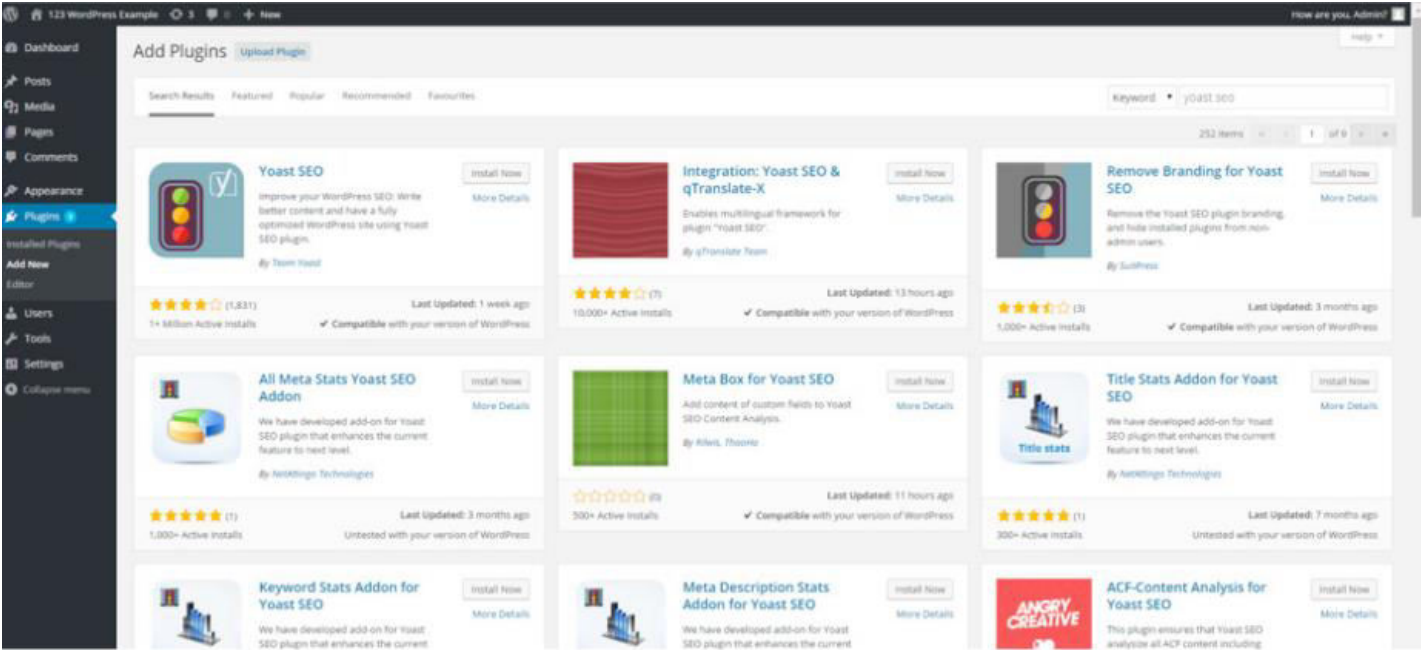 123 WordPress Example 3 0 + New How are you, Admin?
Help
Dashboard
Posts
Media
Pages
Comments
Appearance
Plugins
Installed Plugins
Add New
Editor
Users
Tools
Settings
Collapse menu
Add Plugins Upload Plugin
Search Results Featured Popular Recommended Favourites
Keyword yoast seo
252 items « ‹ 1 of 9 › »
Yoast SEO
Install Now
More Details
Improve your WordPress SEO: Write
better content and have a fully
optimized WordPress site using Yoast
SEO plugin.
By Team Yoast
(1,831)
Last Updated: 1 week ago
1+ Million Active Installs
✔ Compatible with your version of WordPress
Integration: Yoast SEO &
qTranslate-X
Install Now
More Details
Enables multilingual framework for
plugin "Yoast SEO".
By qTranslate Team
(7)
Last Updated: 13 hours ago
10,000+ Active Installs
✔ Compatible with your version of WordPress
Remove Branding for Yoast
SEO
Install Now
More Details
Remove the Yoast SEO plugin branding,
and hide installed plugins from non-
admin users.
By
(3)
Last Updated: 3 months ago
1,000+ Active Installs
✔ Compatible with your version of WordPress
All Meta Stats Yoast SEO
Addon
Install Now
More Details
We have developed add-on for Yoast
SEO plugin that enhances the current
feature to next level.
By NetAttingo Technologies
(1)
Last Updated: 3 months ago
1,000+ Active Installs
Untested with your version of WordPress
Meta Box for Yoast SEO
Install Now
More Details
Add content of custom fields to Yoast
SEO Content Analysis.
By
(0)
Last Updated: 11 hours ago
500+ Active Installs
✔ Compatible with your version of WordPress
Title stats
Title Stats Addon for Yoast
SEO
Install Now
More Details
We have developed add-on for Yoast
SEO plugin that enhances the current
feature to next level.
By NetAttingo Technologies
(1)
Last Updated: 7 months ago
300+ Active Installs
Untested with your version of WordPress
Keyword Stats Addon for
Yoast SEO
Install Now
More Details
We have developed add-on for Yoast
SEO plugin that enhances the current
Meta Description Stats
Addon for Yoast SEO
Install Now
More Details
We have developed add-on for Yoast
SEO plugin that enhances the current
ANGRY
CREATIVE
ACF-Content Analysis for
Yoast SEO
Install Now
More Details
This plugin ensures that Yoast SEO
analysize all ACF content including